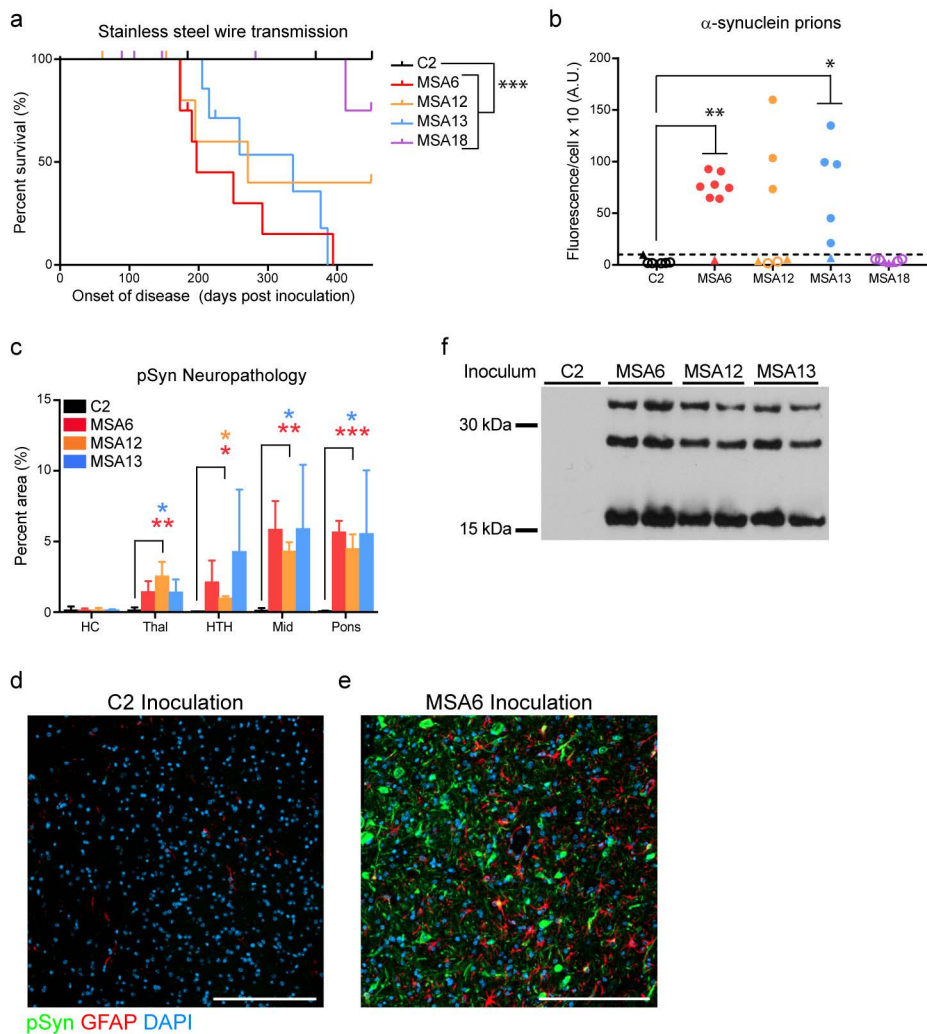 a
Stainless steel wire transmission
Percent survival (%)
100
50
0
0 100 200 300 400
Onset of disease (days post inoculation)
C2
MSA6
MSA12
MSA13
MSA18
***
b
α-synuclein prions
Fluorescence/cell x 10 (A.U.)
200
150
100
50
0
**
*
C2 MSA6 MSA12 MSA13 MSA18
c
pSyn Neuropathology
C2
MSA6
MSA12
MSA13
Percent area (%)
15
10
5
0
*
**
*
*
*
**
*
***
HC Thal HTH Mid Pons
f
Inoculum C2 MSA6 MSA12 MSA13
30 kDa
15 kDa
d
C2 Inoculation
e
MSA6 Inoculation
pSyn GFAP DAPI